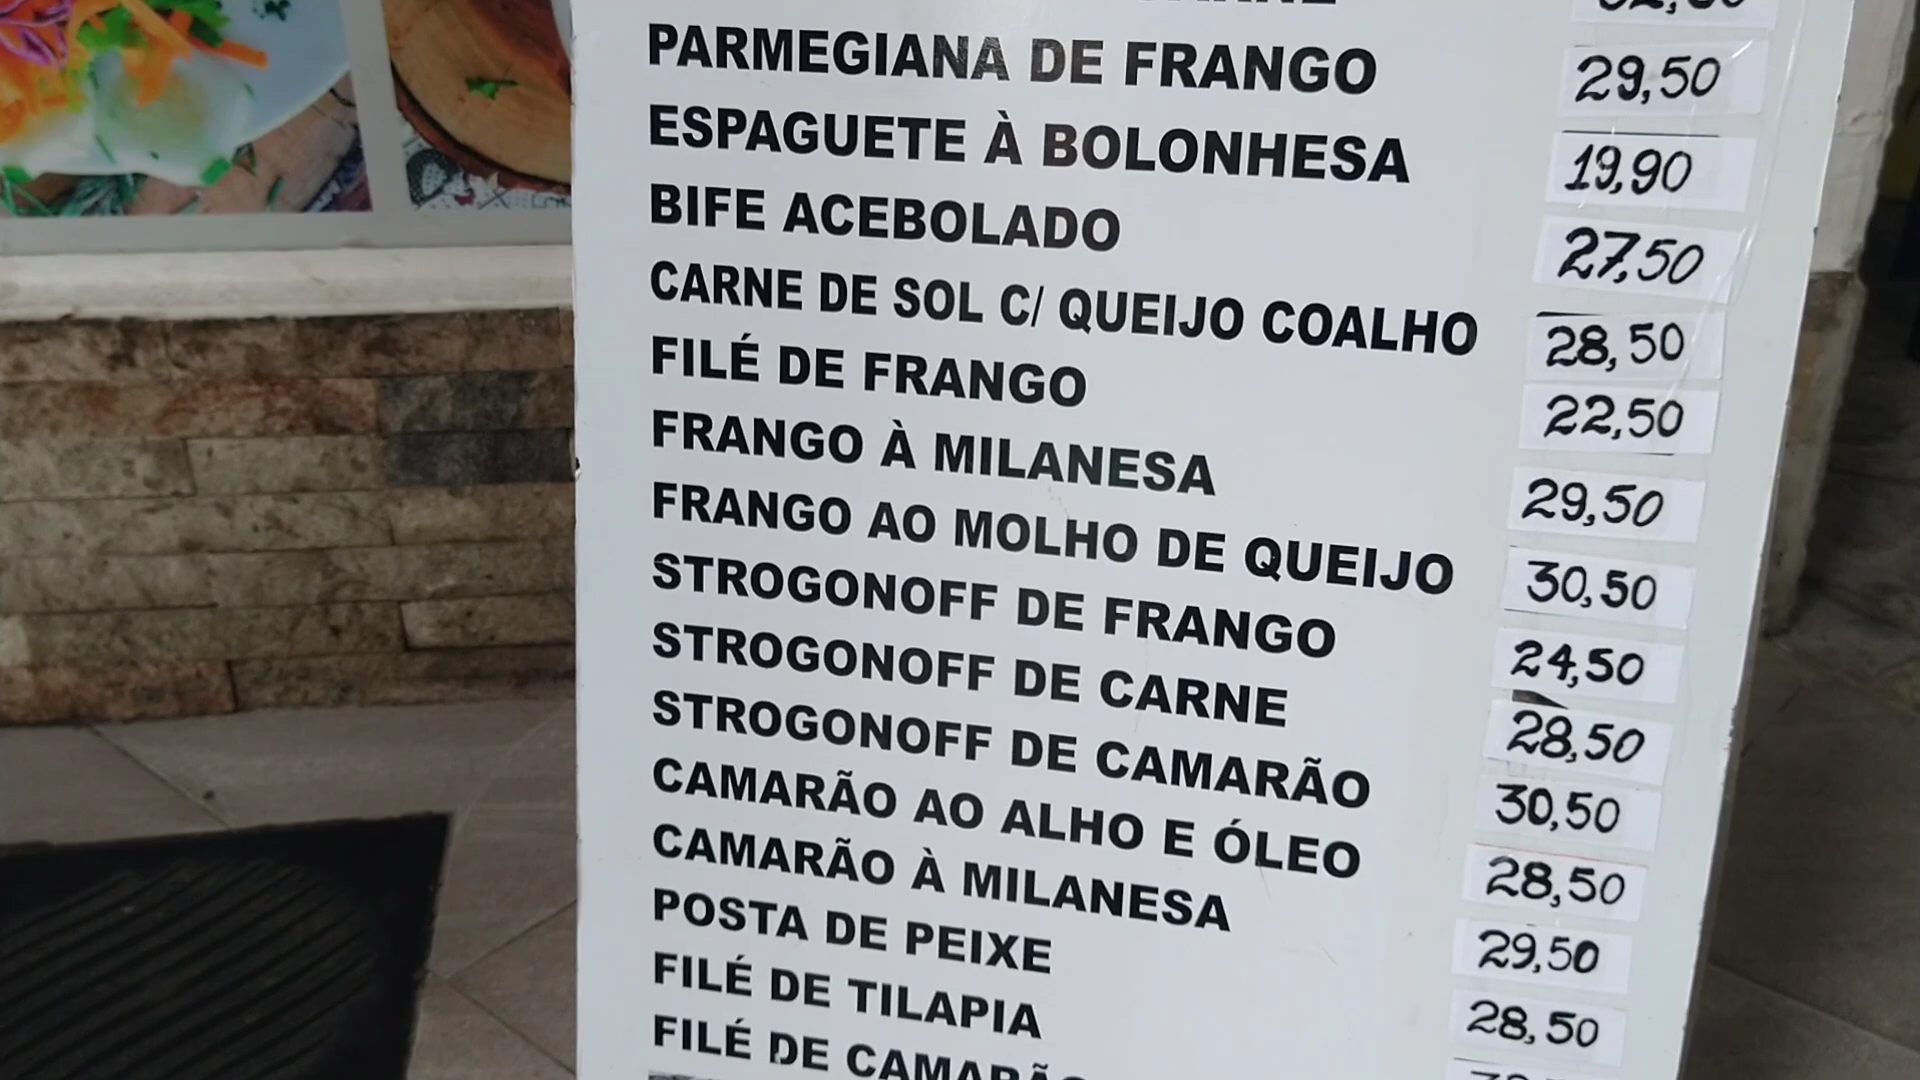 PARMEGIANA DE FRANGO 29,50
ESPAGUETE À BOLONHESA 19,90
BIFE ACEBOLADO 27,50
CARNE DE SOL C/ QUEIJO COALHO 28,50
FILÉ DE FRANGO 22,50
FRANGO À MILANESA 29,50
FRANGO AO MOLHO DE QUEIJO 30,50
STROGONOFF DE FRANGO 24,50
STROGONOFF DE CARNE 28,50
STROGONOFF DE CAMARÃO 30,50
CAMARÃO AO ALHO E ÓLEO 28,50
CAMARÃO À MILANESA 29,50
POSTA DE PEIXE 28,50
FILÉ DE TILAPIA
FILÉ DE CAMARÃO